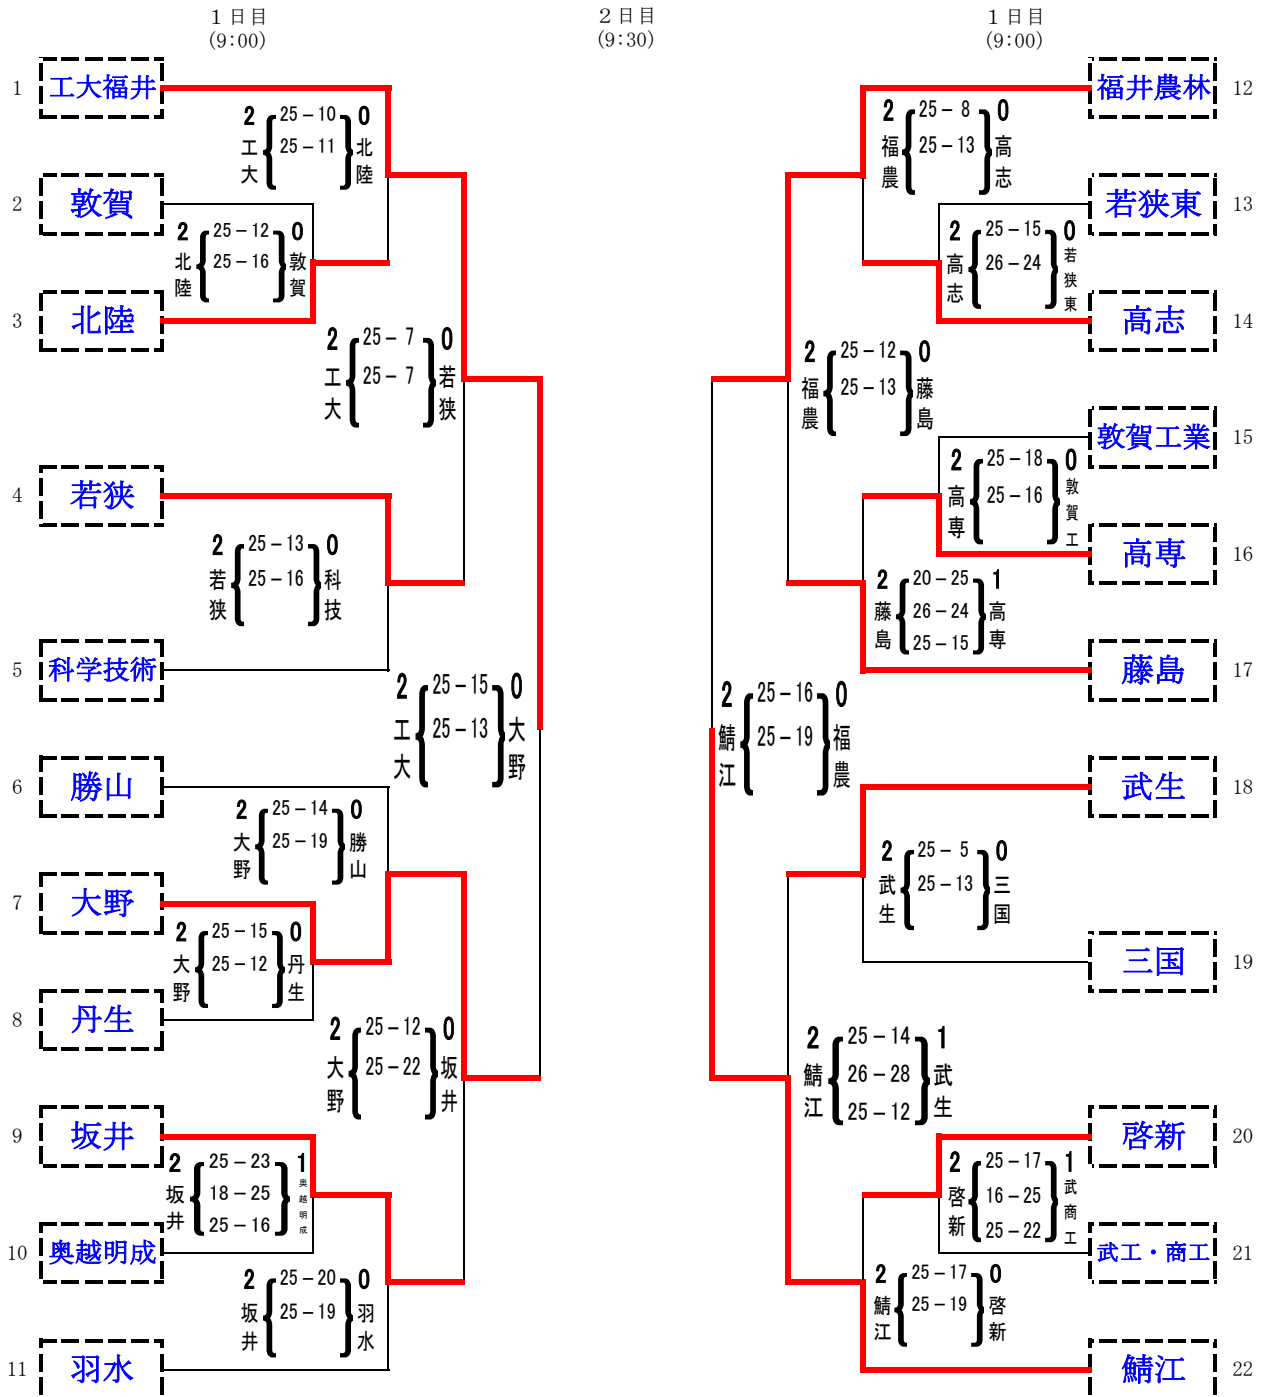 1日目
(9:00)
2日目
(9:30)
1日目
(9:00)
1 工大福井
2 敦賀
3 北陸
4 若狭
5 科学技術
6 勝山
7 大野
8 丹生
9 坂井
10 奥越明成
11 羽水
2 工大 25－10 25－11 0 北陸
2 北陸 25－12 25－16 0 敦賀
2 工大 25－7 25－7 0 若狭
2 若狭 25－13 25－16 0 科技
2 工大 25－15 25－13 0 大野
2 大野 25－14 25－19 0 勝山
2 大野 25－15 25－12 0 丹生
2 大野 25－12 25－22 0 坂井
2 坂井 25－23 18－25 25－16 1 奥越明成
2 坂井 25－20 25－19 0 羽水
福井農林 12
若狭東 13
高志 14
敦賀工業 15
高専 16
藤島 17
武生 18
三国 19
啓新 20
武工・商工 21
鯖江 22
2 福農 25－8 25－13 0 高志
2 高志 25－15 26－24 0 若狭東
2 福農 25－12 25－13 0 藤島
2 高専 25－18 25－16 0 敦賀工
2 藤島 20－25 26－24 25－15 1 高専
2 鯖江 25－16 25－19 0 福農
2 武生 25－5 25－13 0 三国
2 鯖江 25－14 26－28 25－12 1 武生
2 啓新 25－17 16－25 25－22 1 武商工
2 鯖江 25－17 25－19 0 啓新